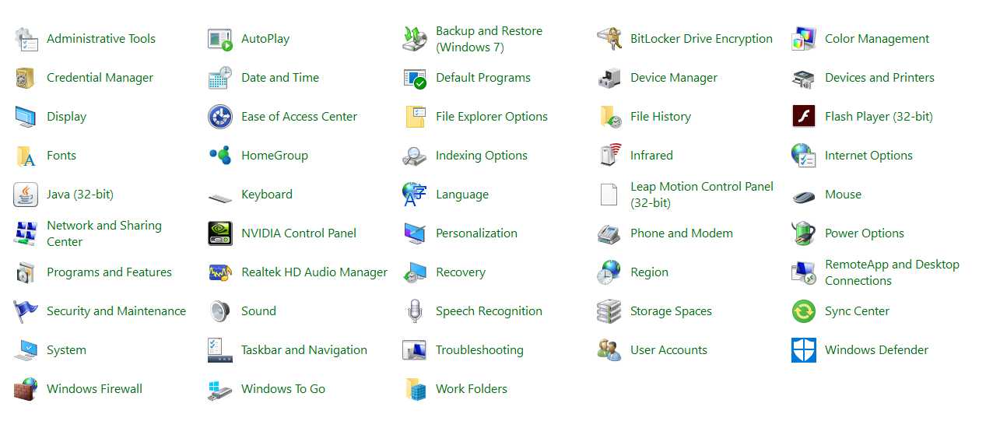 Administrative Tools
AutoPlay
Backup and Restore
(Windows 7)
BitLocker Drive Encryption
Color Management
Credential Manager
Date and Time
Default Programs
Device Manager
Devices and Printers
Display
Ease of Access Center
File Explorer Options
File History
Flash Player (32-bit)
Fonts
HomeGroup
Indexing Options
Infrared
Internet Options
Java (32-bit)
Keyboard
Language
Leap Motion Control Panel
(32-bit)
Mouse
Network and Sharing
Center
NVIDIA Control Panel
Personalization
Phone and Modem
Power Options
Programs and Features
Realtek HD Audio Manager
Recovery
Region
RemoteApp and Desktop
Connections
Security and Maintenance
Sound
Speech Recognition
Storage Spaces
Sync Center
System
Taskbar and Navigation
Troubleshooting
User Accounts
Windows Defender
Windows Firewall
Windows To Go
Work Folders